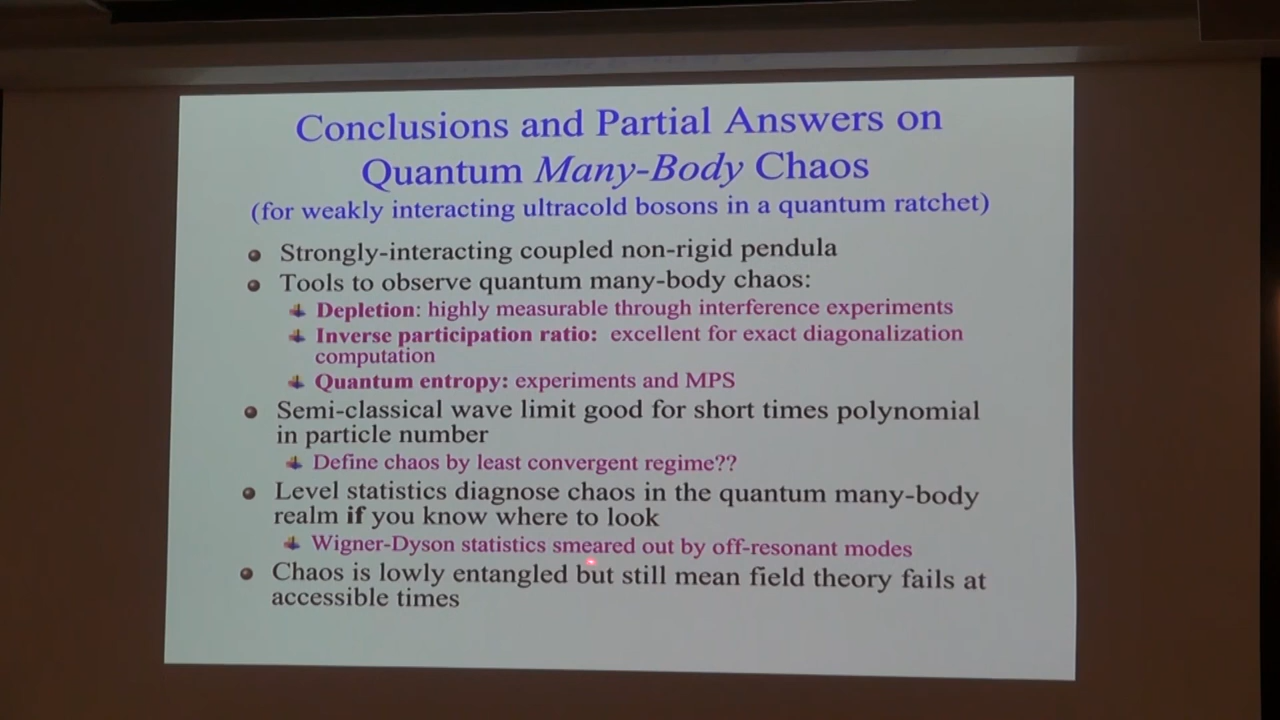 Conclusions and Partial Answers on
Quantum Many-Body Chaos
(for weakly interacting ultracold bosons in a quantum ratchet)
Strongly-interacting coupled non-rigid pendula
Tools to observe quantum many-body chaos:
Depletion: highly measurable through interference experiments
Inverse participation ratio: excellent for exact diagonalization
computation
Quantum entropy: experiments and MPS
Semi-classical wave limit good for short times polynomial
in particle number
Define chaos by least convergent regime??
Level statistics diagnose chaos in the quantum many-body
realm if you know where to look
Wigner-Dyson statistics smeared out by off-resonant modes
Chaos is lowly entangled but still mean field theory fails at
accessible times